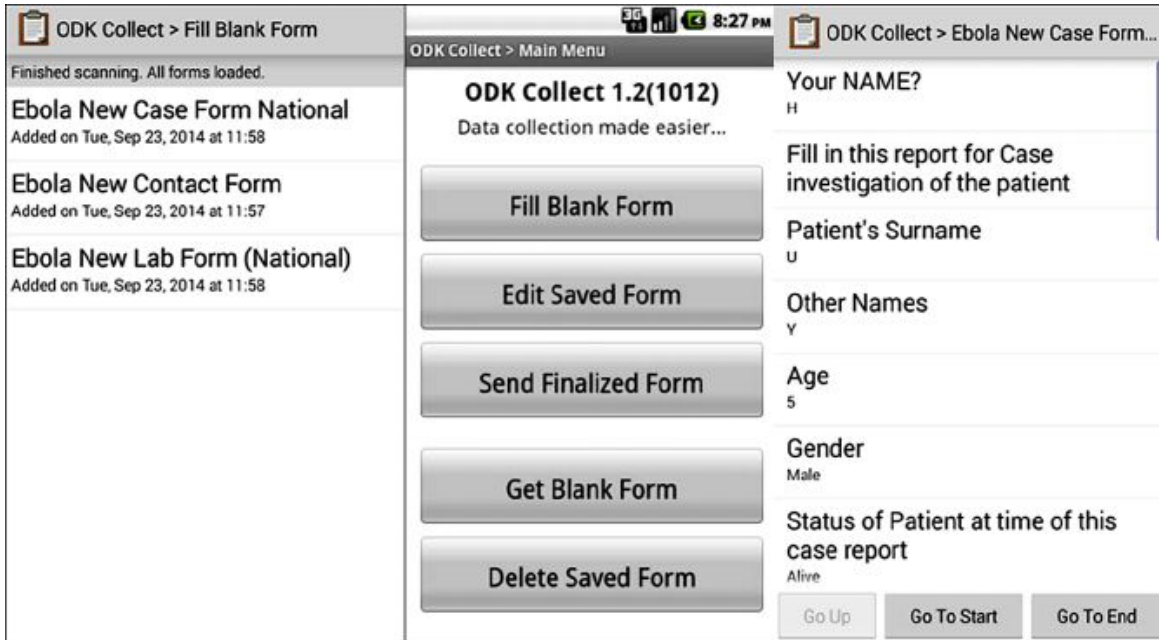 ODK Collect > Fill Blank Form
Finished scanning. All forms loaded.
Ebola New Case Form National
Added on Tue, Sep 23, 2014 at 11:58
Ebola New Contact Form
Added on Tue, Sep 23, 2014 at 11:57
Ebola New Lab Form (National)
Added on Tue, Sep 23, 2014 at 11:58
3G 8:27 PM
ODK Collect > Main Menu
ODK Collect 1.2(1012)
Data collection made easier...
Fill Blank Form
Edit Saved Form
Send Finalized Form
Get Blank Form
Delete Saved Form
ODK Collect > Ebola New Case Form...
Your NAME?
H
Fill in this report for Case
investigation of the patient
Patient's Surname
U
Other Names
Y
Age
5
Gender
Male
Status of Patient at time of this
case report
Alive
Go Up
Go To Start
Go To End